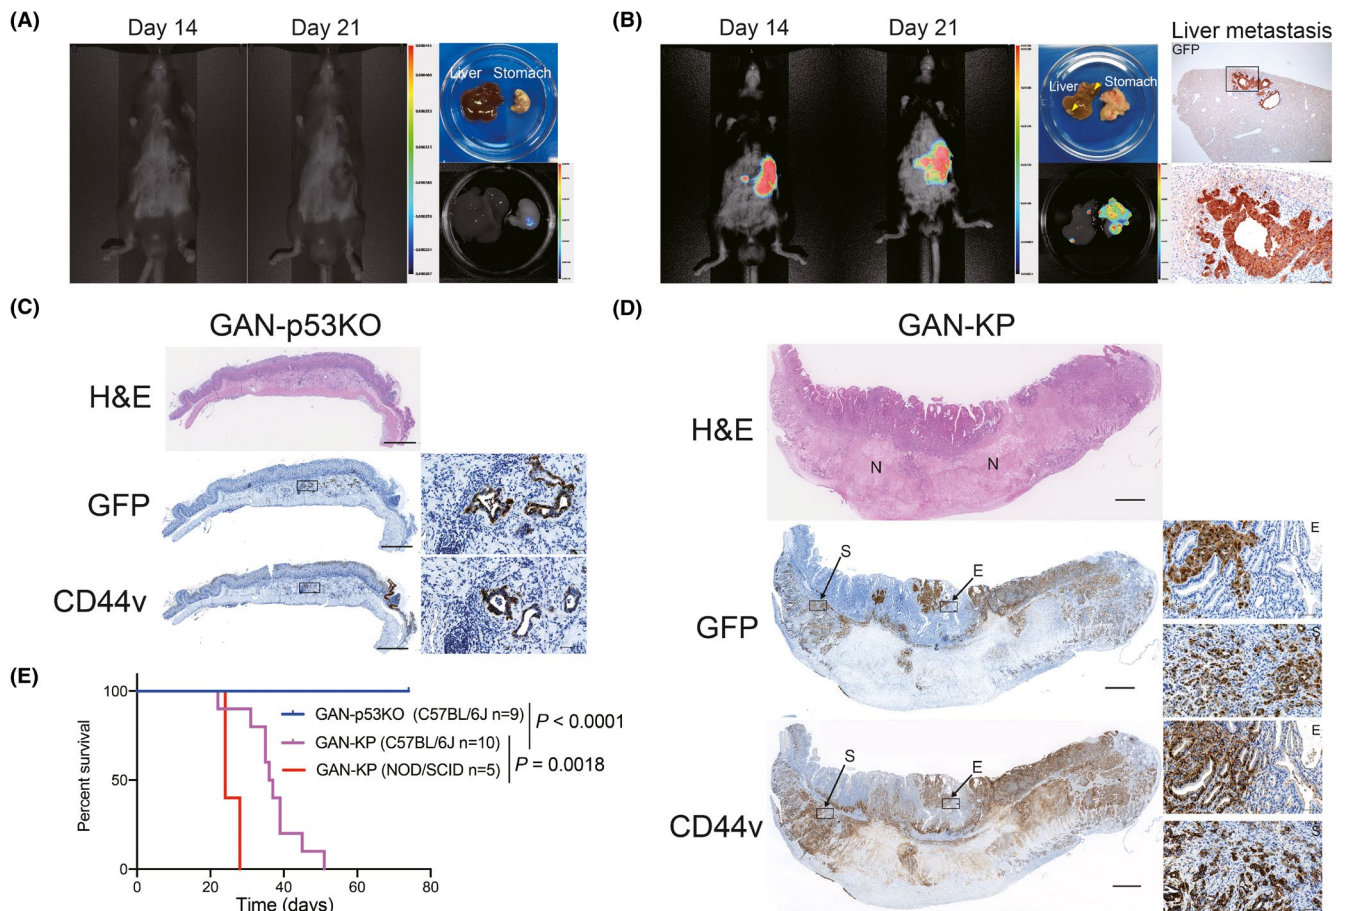 (A)
Day 14
Day 21
Liver
Stomach
(B)
Day 14
Day 21
Liver
Stomach
Liver metastasis
GFP
(C)
GAN-p53KO
H&E
GFP
CD44v
(D)
GAN-KP
H&E
N
N
GFP
S
E
E
S
CD44v
S
E
E
S
(E)
Percent survival
100
50
0
GAN-p53KO (C57BL/6J n=9)
GAN-KP (C57BL/6J n=10)
GAN-KP (NOD/SCID n=5)
P < 0.0001
P = 0.0018
0
20
40
60
80
Time (days)